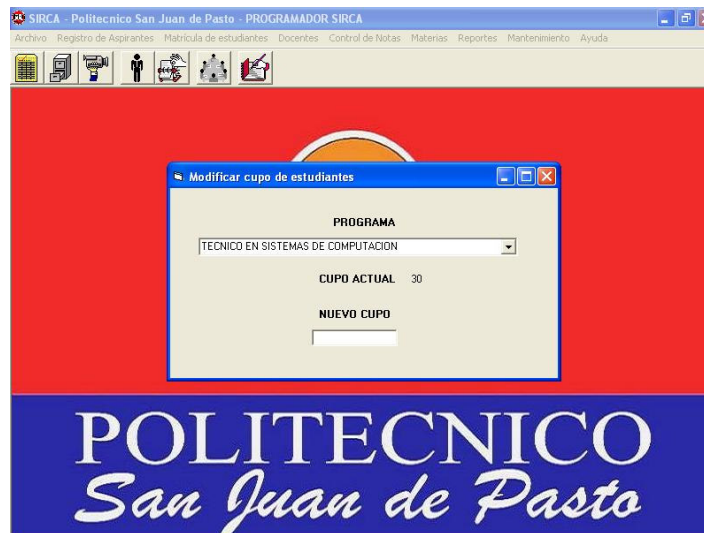 SIRCA - Politecnico San Juan de Pasto - PROGRAMADOR SIRCA
Archivo Registro de Aspirantes Matrícula de estudiantes Docentes Control de Notas Materias Reportes Mantenimiento Ayuda
Modificar cupo de estudiantes
PROGRAMA
TECNICO EN SISTEMAS DE COMPUTACION
CUPO ACTUAL 30
NUEVO CUPO
POLITECNICO
San Juan de Pasto